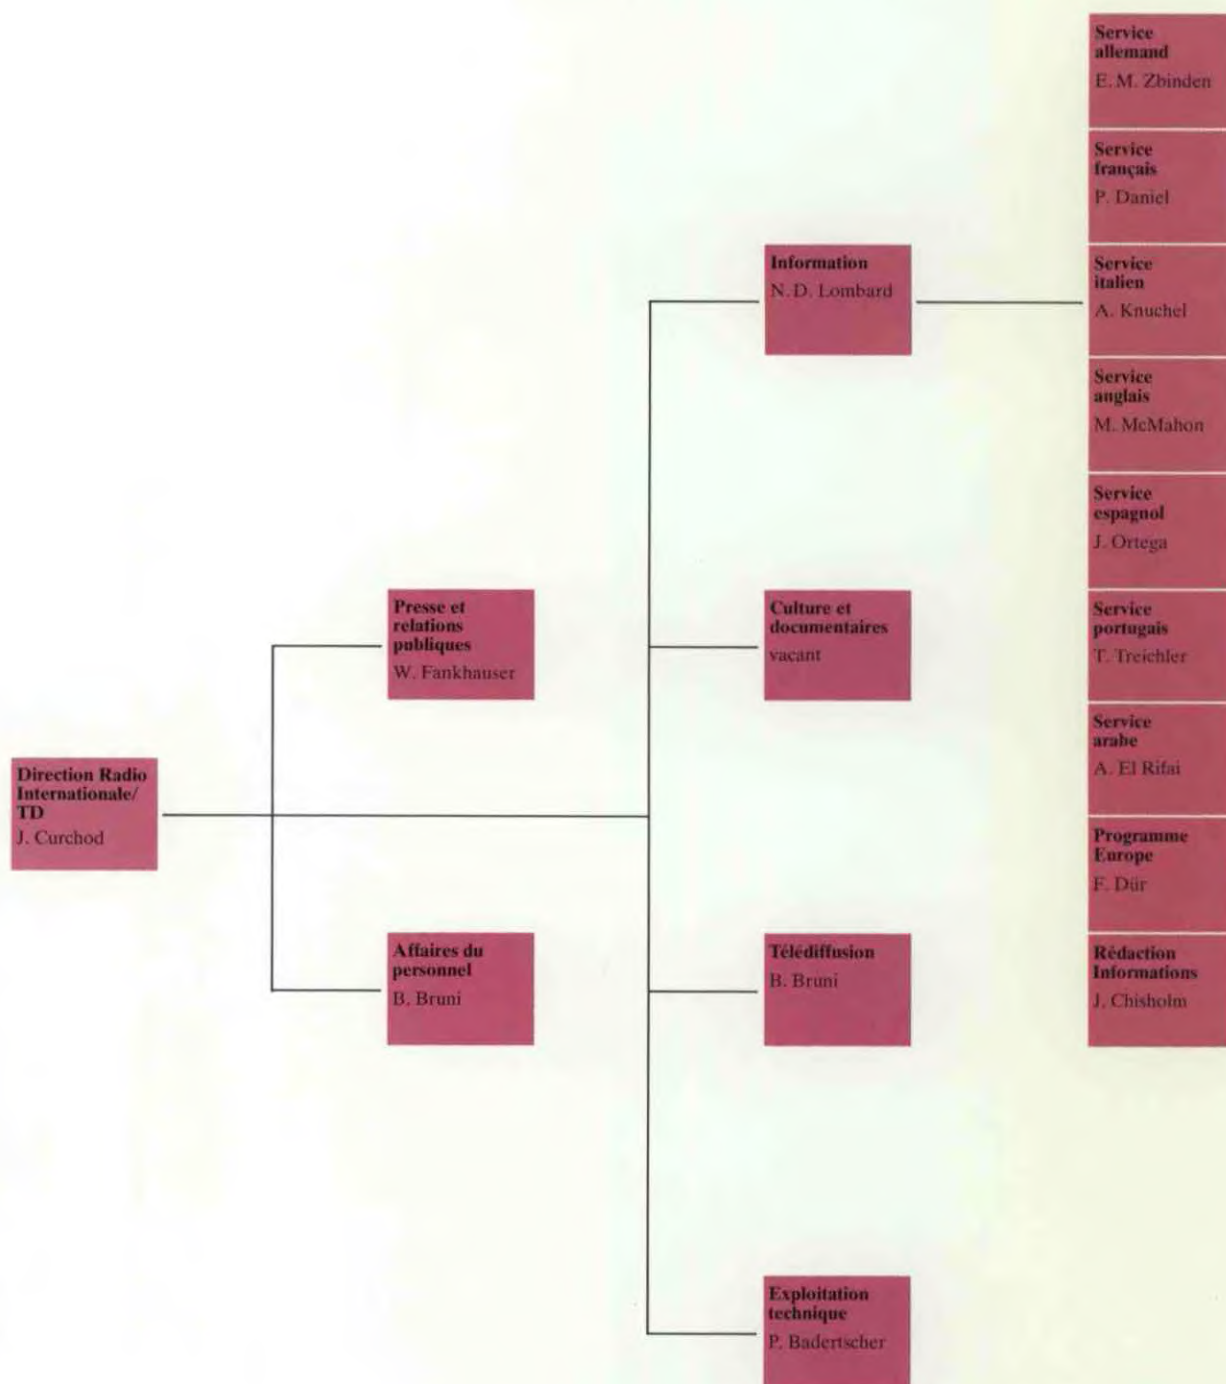 Direction Radio
Internationale/
TD
J. Curchod
Presse et
relations
publiques
W. Fankhauser
Affaires du
personnel
B. Bruni
Information
N. D. Lombard
Culture et
documentaires
vacant
Télédiffusion
B. Bruni
Exploitation
technique
P. Badertscher
Service
allemand
E. M. Zbinden
Service
français
P. Daniel
Service
italien
A. Knuchel
Service
anglais
M. McMahon
Service
espagnol
J. Ortega
Service
portugais
T. Treichler
Service
arabe
A. El Rifai
Programme
Europe
F. Dür
Rédaction
Informations
J. Chisholm